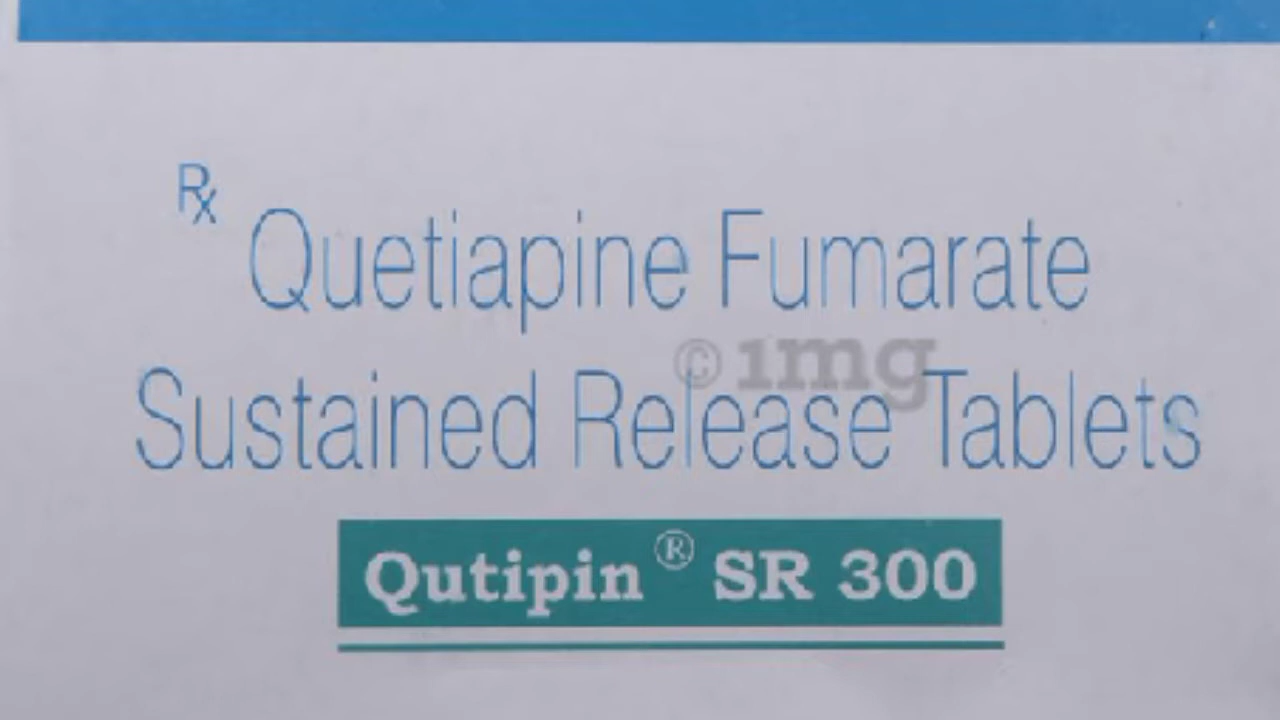 Rx Quetiapine Fumarate
© 1mg
Sustained Release Tablets
Qutipin® SR 300